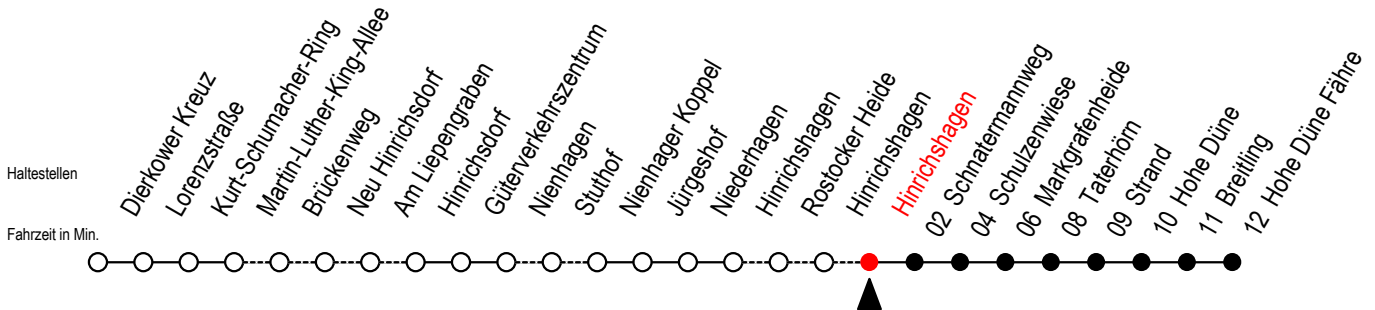 Haltestellen
Fahrzeit in Min.
Dierkower Kreuz
Lorenzstraße
Kurt-Schumacher-Ring
Martin-Luther-King-Allee
Brückenweg
Neu Hinrichsdorf
Am Liepengraben
Hinrichsdorf
Güterverkehrszentrum
Nienhagen
Stuthof
Nienhager Koppel
Jürgeshof
Niederhagen
Hinrichshagen
Rostocker Heide
Hinrichshagen
Hinrichshagen
02 Schnatermannweg
04 Schulzenwiese
06 Markgrafenheide
08 Taterhörn
09 Strand
10 Hohe Düne
11 Breitling
12 Hohe Düne Fähre